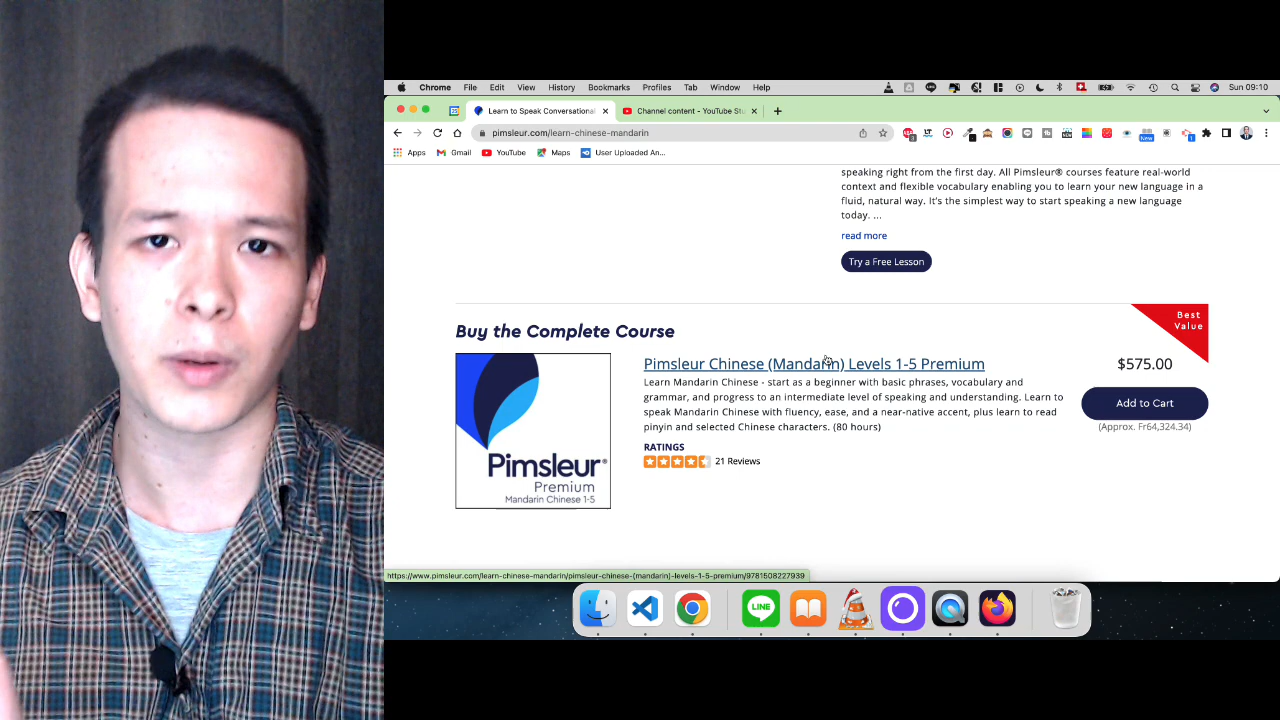 Chrome File Edit View History Bookmarks Profiles Tab Window Help Sun 09:10
Learn to Speak Conversational Channel content - YouTube Stu
pimsleur.com/learn-chinese-mandarin
Apps Gmail YouTube Maps User Uploaded An...
speaking right from the first day. All Pimsleur® courses feature real-world
context and flexible vocabulary enabling you to learn your new language in a
fluid, natural way. It's the simplest way to start speaking a new language
today. ...
read more
Try a Free Lesson
Best
Value
Buy the Complete Course
Pimsleur Chinese (Mandarin) Levels 1-5 Premium
$575.00
Learn Mandarin Chinese - start as a beginner with basic phrases, vocabulary and
grammar, and progress to an intermediate level of speaking and understanding. Learn to
speak Mandarin Chinese with fluency, ease, and a near-native accent, plus learn to read
pinyin and selected Chinese characters. (80 hours)
Add to Cart
(Approx. Fr64,324.34)
RATINGS
21 Reviews
Pimsleur®
Premium
Mandarin Chinese 1-5
https://www.pimsleur.com/learn-chinese-mandarin/pimsleur-chinese-(mandarin)-levels-1-5-premium/9781508227939
LINE